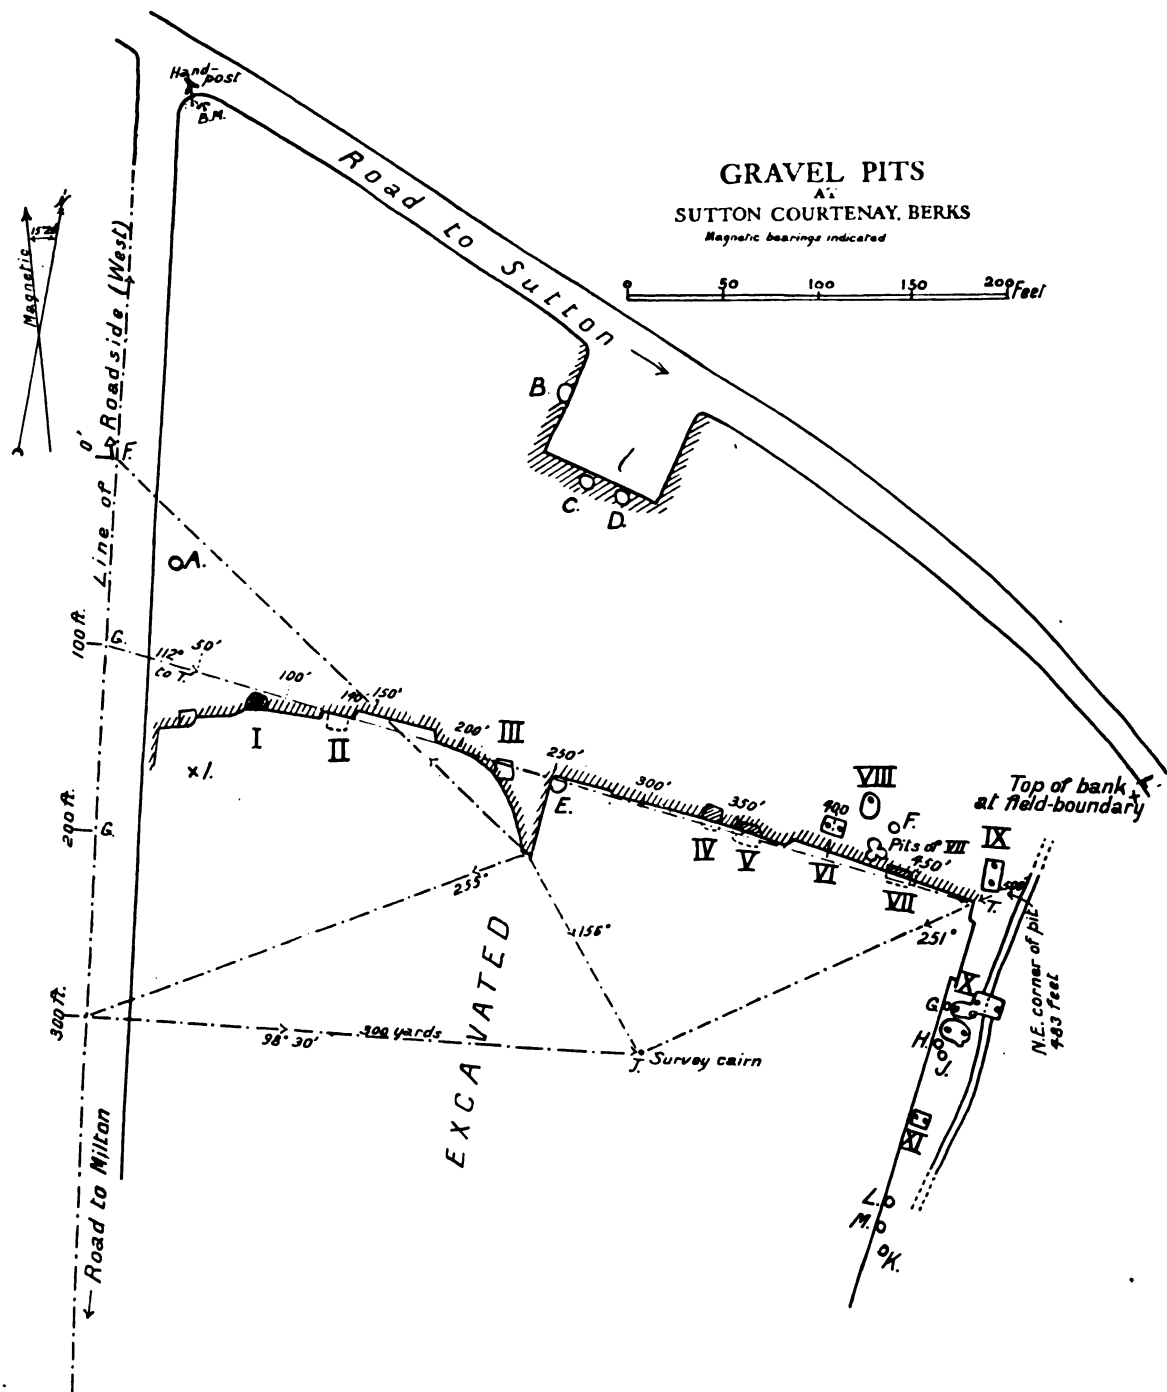 Hand-
post
B.M.
GRAVEL PITS
AT
SUTTON COURTENAY, BERKS
Magnetic bearings indicated
50 100 150 200 Feet
Road to Sutton
Magnetic
Line of Roadside (West)
0'
F.
B.
C.
D.
A.
100 ft.
G.
112°
to T.
50'
100'
140'
150'
200'
250'
300'
350'
400
450'
500'
I
II
III
IV
V
VI
VII
VIII
IX
X
XI
x1.
E.
F.
Pits of VII
Top of bank
at field-boundary
T.
200 ft.
G.
255°
156°
251°
N.E. corner of pit
483 feet
300 ft.
98° 30'
300 yards
J. Survey cairn
EXCAVATED
G.
H.
J.
L.
M.
K.
Road to Milton